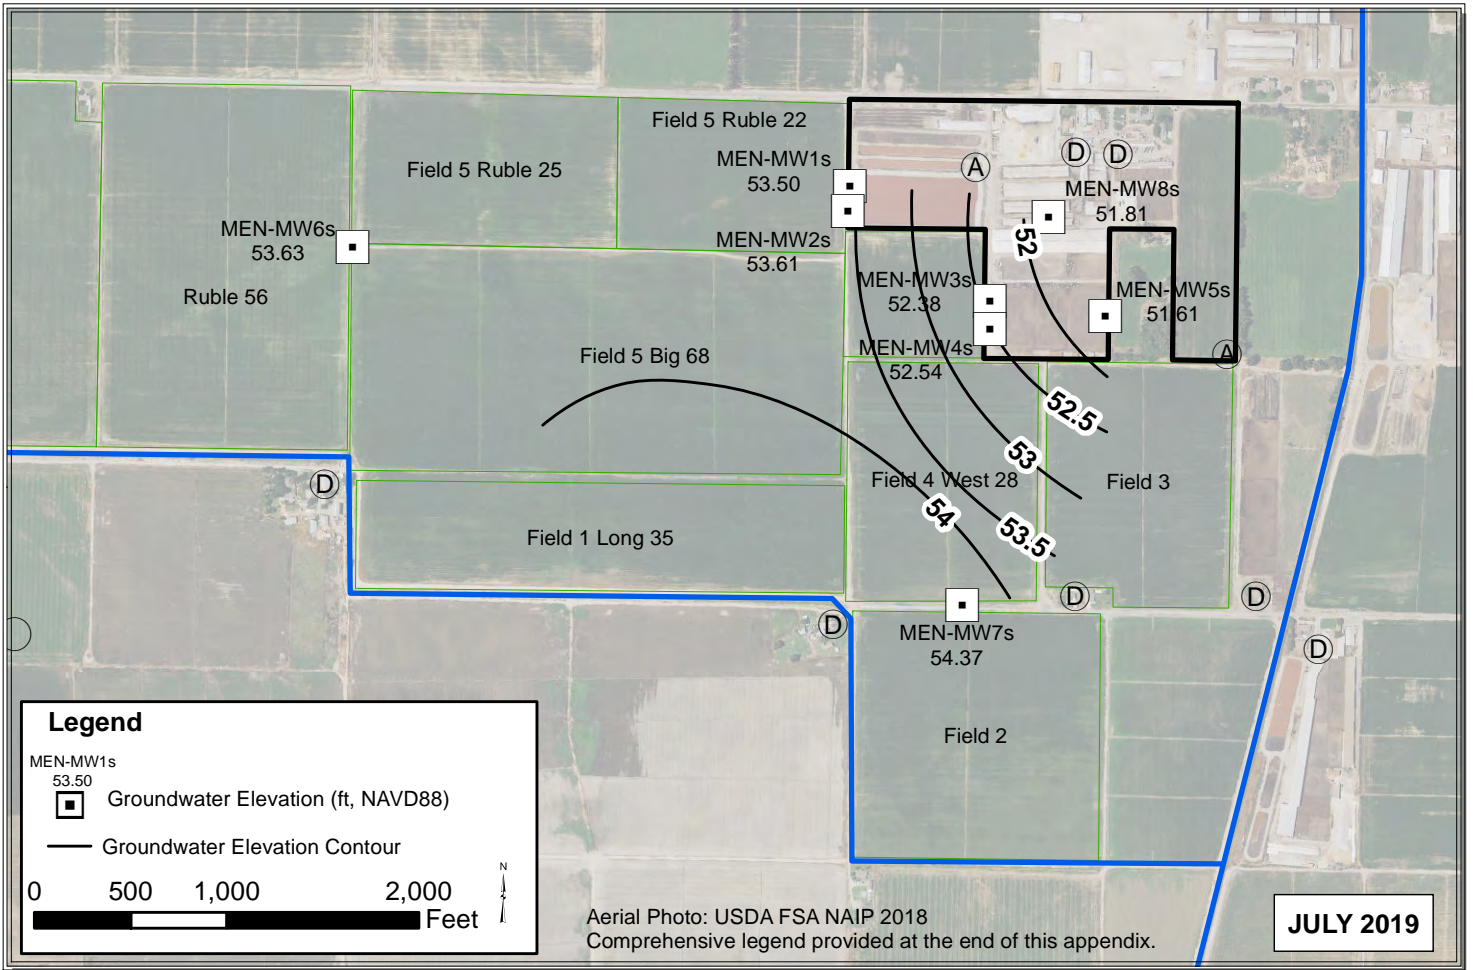 Field 5 Ruble 22
MEN-MW1s
53.50
Field 5 Ruble 25
A
D
D
MEN-MW8s
51.81
MEN-MW6s
53.63
MEN-MW2s
53.61
52
Ruble 56
MEN-MW3s
52.38
MEN-MW5s
51.61
Field 5 Big 68
MEN-MW4s
52.54
A
52.5
53
D
Field 4 West 28
Field 3
54
Field 1 Long 35
53.5
D
D
D
MEN-MW7s
54.37
D
Field 2
Legend
MEN-MW1s
53.50
Groundwater Elevation (ft, NAVD88)
Groundwater Elevation Contour
N
0 500 1,000 2,000
Feet
Aerial Photo: USDA FSA NAIP 2018
Comprehensive legend provided at the end of this appendix.
JULY 2019